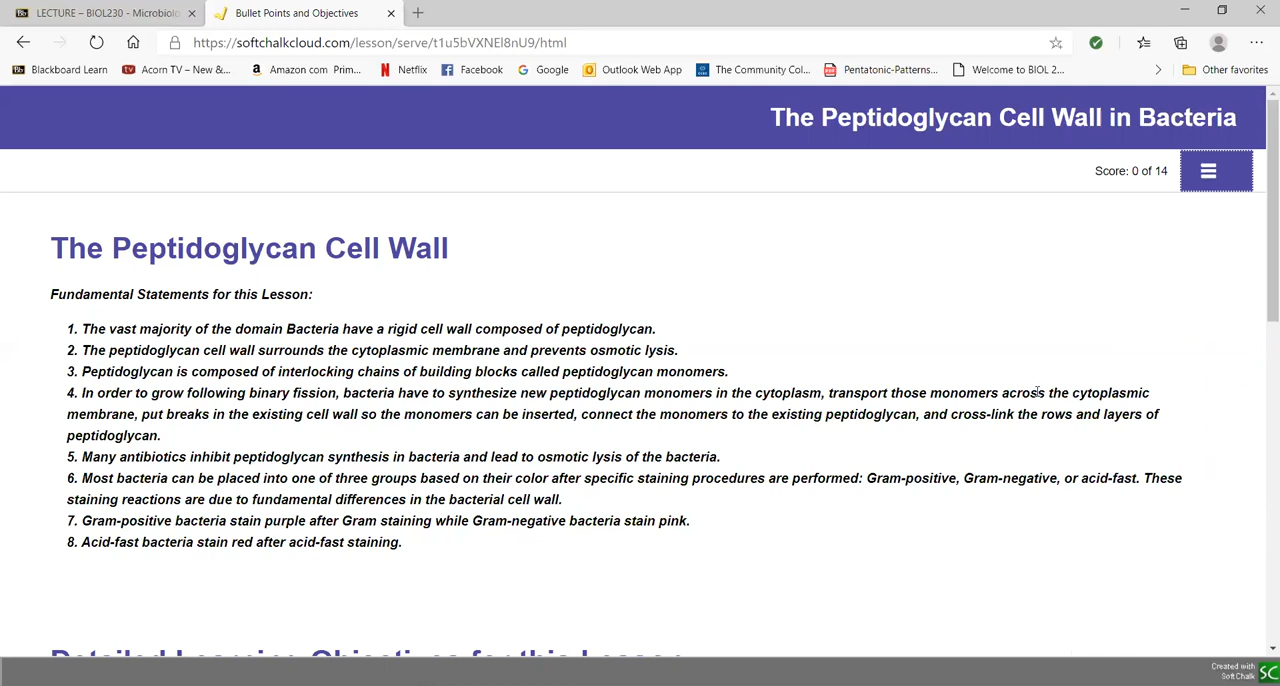 LECTURE – BIOL230 - Microbiolo
Bullet Points and Objectives
https://softchalkcloud.com/lesson/serve/t1u5bVXNEl8nU9/html
Bb Blackboard Learn
tv Acorn TV – New &...
a Amazon com Prim...
N Netflix
f Facebook
G Google
Outlook Web App
The Community Col...
Pentatonic-Patterns...
Welcome to BIOL 2...
Other favorites
The Peptidoglycan Cell Wall in Bacteria
Score: 0 of 14
The Peptidoglycan Cell Wall
Fundamental Statements for this Lesson:
1. The vast majority of the domain Bacteria have a rigid cell wall composed of peptidoglycan.
2. The peptidoglycan cell wall surrounds the cytoplasmic membrane and prevents osmotic lysis.
3. Peptidoglycan is composed of interlocking chains of building blocks called peptidoglycan monomers.
4. In order to grow following binary fission, bacteria have to synthesize new peptidoglycan monomers in the cytoplasm, transport those monomers across the cytoplasmic
membrane, put breaks in the existing cell wall so the monomers can be inserted, connect the monomers to the existing peptidoglycan, and cross-link the rows and layers of
peptidoglycan.
5. Many antibiotics inhibit peptidoglycan synthesis in bacteria and lead to osmotic lysis of the bacteria.
6. Most bacteria can be placed into one of three groups based on their color after specific staining procedures are performed: Gram-positive, Gram-negative, or acid-fast. These
staining reactions are due to fundamental differences in the bacterial cell wall.
7. Gram-positive bacteria stain purple after Gram staining while Gram-negative bacteria stain pink.
8. Acid-fast bacteria stain red after acid-fast staining.
Detailed Learning Objectives for this Lesson
Created with
SoftChalk
SC